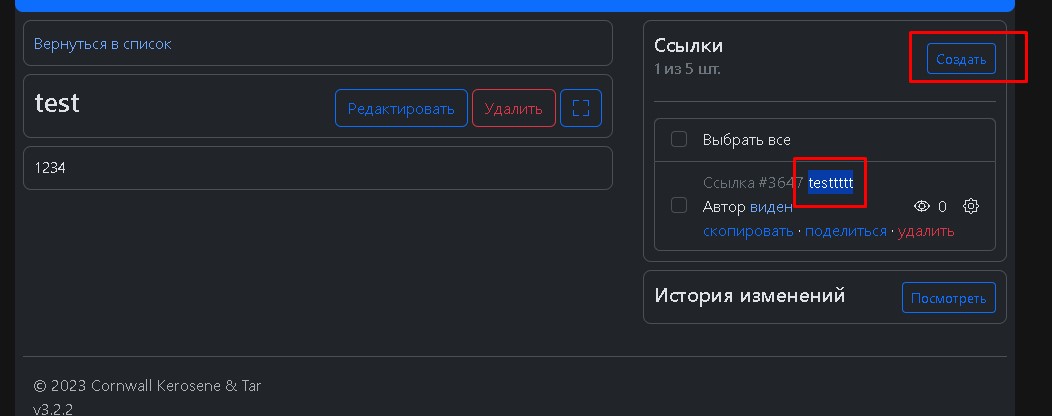 Вернуться в список
test
Редактировать
Удалить
1234
Ссылки
1 из 5 шт.
Создать
Выбрать все
Ссылка #3647 testtttt
Автор виден
0
скопировать · поделиться · удалить
История изменений
Посмотреть
© 2023 Cornwall Kerosene & Tar
v3.2.2